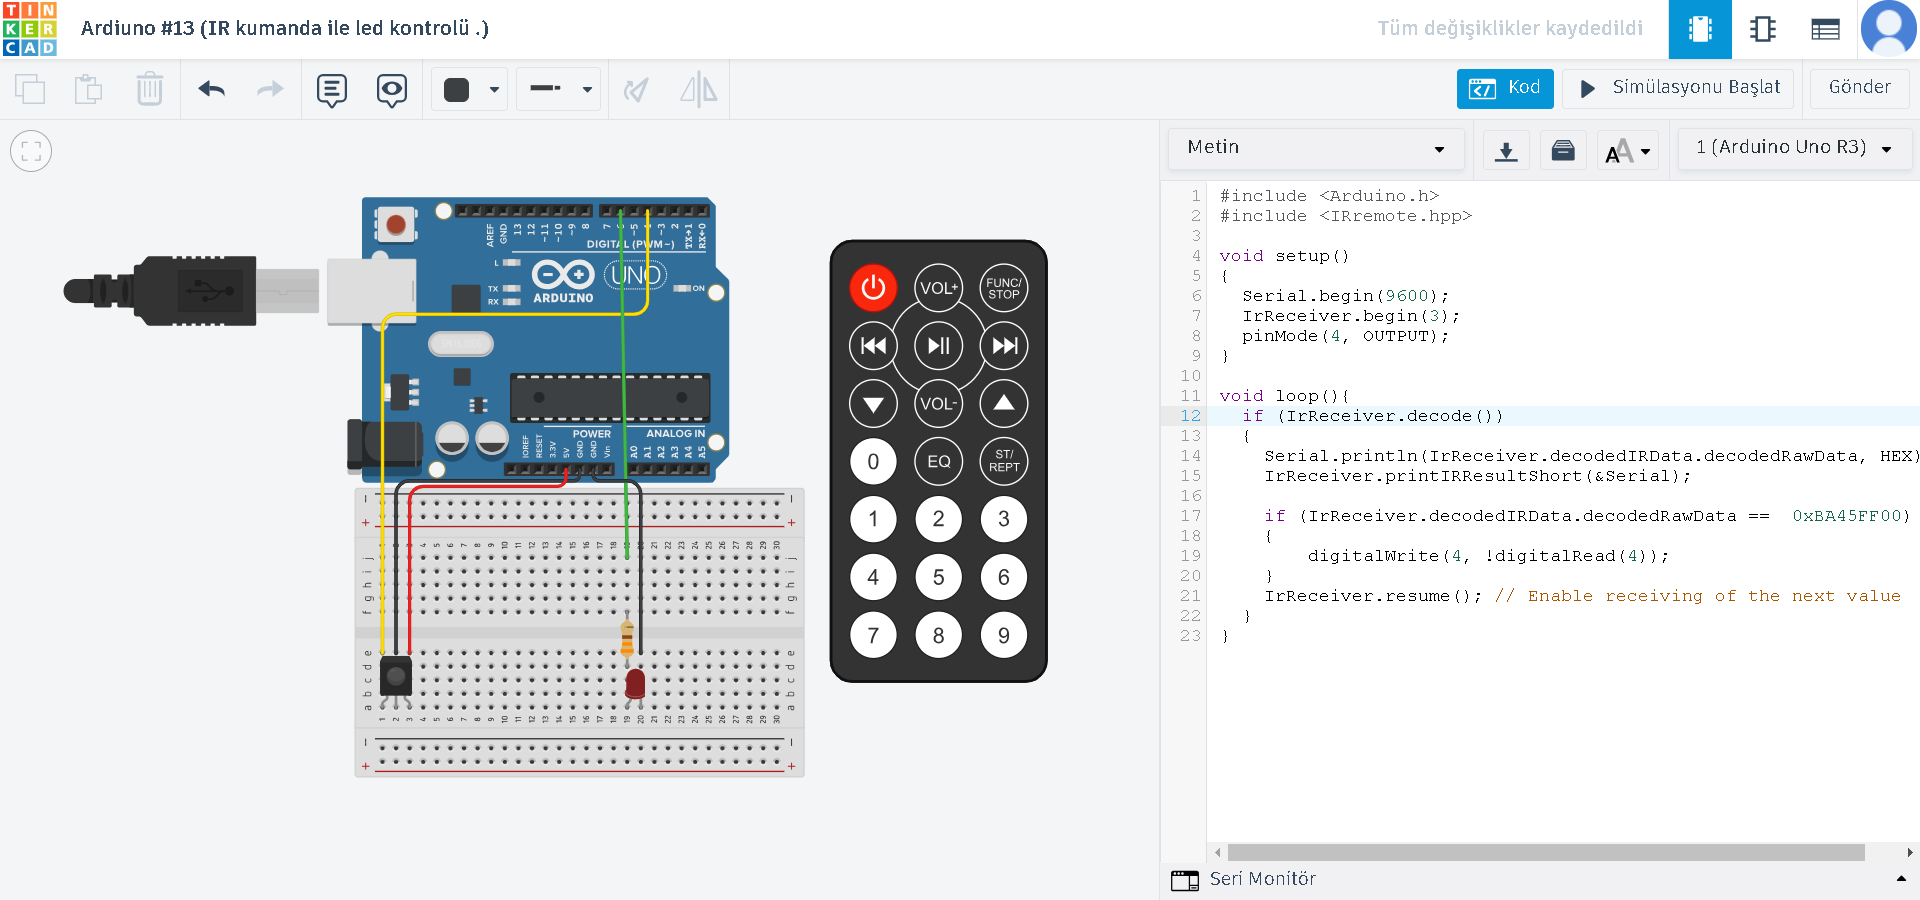 TIN
KER
CAD
Ardiuno #13 (IR kumanda ile led kontrolü .)
Tüm değişiklikler kaydedildi
Kod
Simülasyonu Başlat
Gönder
Metin
1 (Arduino Uno R3)
AREF
GND
13
12
~11
~10
~9
8
7
~5
~3
2
TX→1
RX←0
DIGITAL (PWM~)
L
TX
RX
ARDUINO
UNO
ON
IOREF
RESET
3.3V
5V
GND
GND
Vin
POWER
ANALOG IN
A0
A1
A2
A3
A4
A5
VOL+
FUNC/
STOP
VOL-
0
EQ
ST/
REPT
1
2
3
4
5
6
7
8
9
1 #include <Arduino.h>
2 #include <IRremote.hpp>
3
4 void setup()
5 {
6 Serial.begin(9600);
7 IrReceiver.begin(3);
8 pinMode(4, OUTPUT);
9 }
10
11 void loop(){
12 if (IrReceiver.decode())
13 {
14 Serial.println(IrReceiver.decodedIRData.decodedRawData, HEX)
15 IrReceiver.printIRResultShort(&Serial);
16
17 if (IrReceiver.decodedIRData.decodedRawData == 0xBA45FF00)
18 {
19 digitalWrite(4, !digitalRead(4));
20 }
21 IrReceiver.resume(); // Enable receiving of the next value
22 }
23 }
Seri Monitör